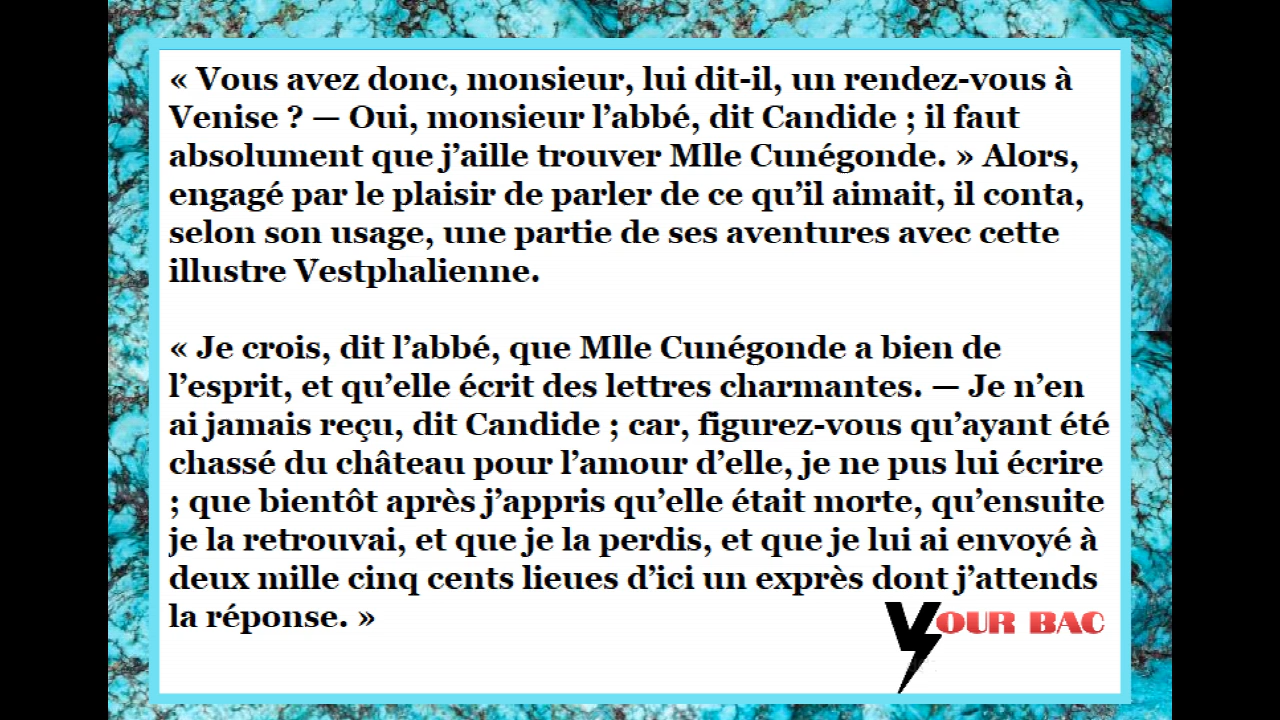 « Vous avez donc, monsieur, lui dit-il, un rendez-vous à
Venise ? — Oui, monsieur l’abbé, dit Candide ; il faut
absolument que j’aille trouver Mlle Cunégonde. » Alors,
engagé par le plaisir de parler de ce qu’il aimait, il conta,
selon son usage, une partie de ses aventures avec cette
illustre Vestphalienne.
« Je crois, dit l’abbé, que Mlle Cunégonde a bien de
l’esprit, et qu’elle écrit des lettres charmantes. — Je n’en
ai jamais reçu, dit Candide ; car, figurez-vous qu’ayant été
chassé du château pour l’amour d’elle, je ne pus lui écrire
; que bientôt après j’appris qu’elle était morte, qu’ensuite
je la retrouvai, et que je la perdis, et que je lui ai envoyé à
deux mille cinq cents lieues d’ici un exprès dont j’attends
la réponse. »
YOUR BAC